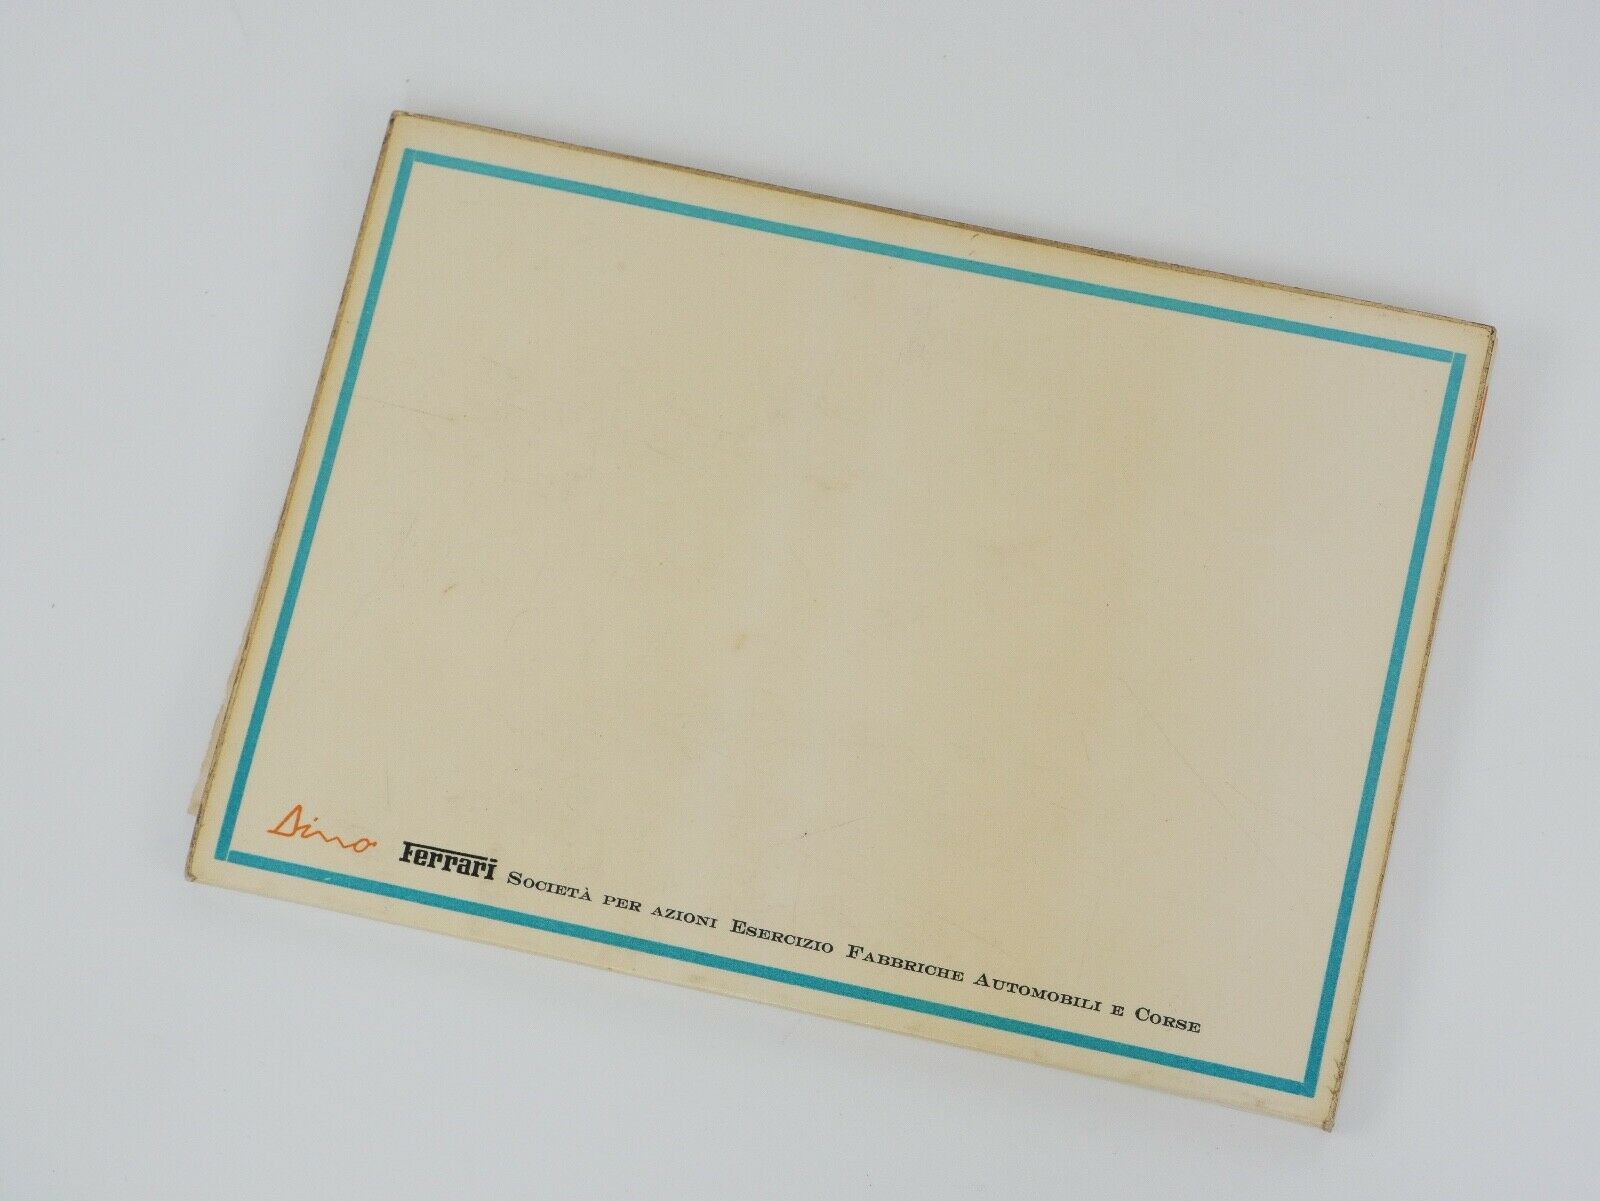 Dino Ferrari Società per azioni Esercizio Fabbriche Automobili e Corse